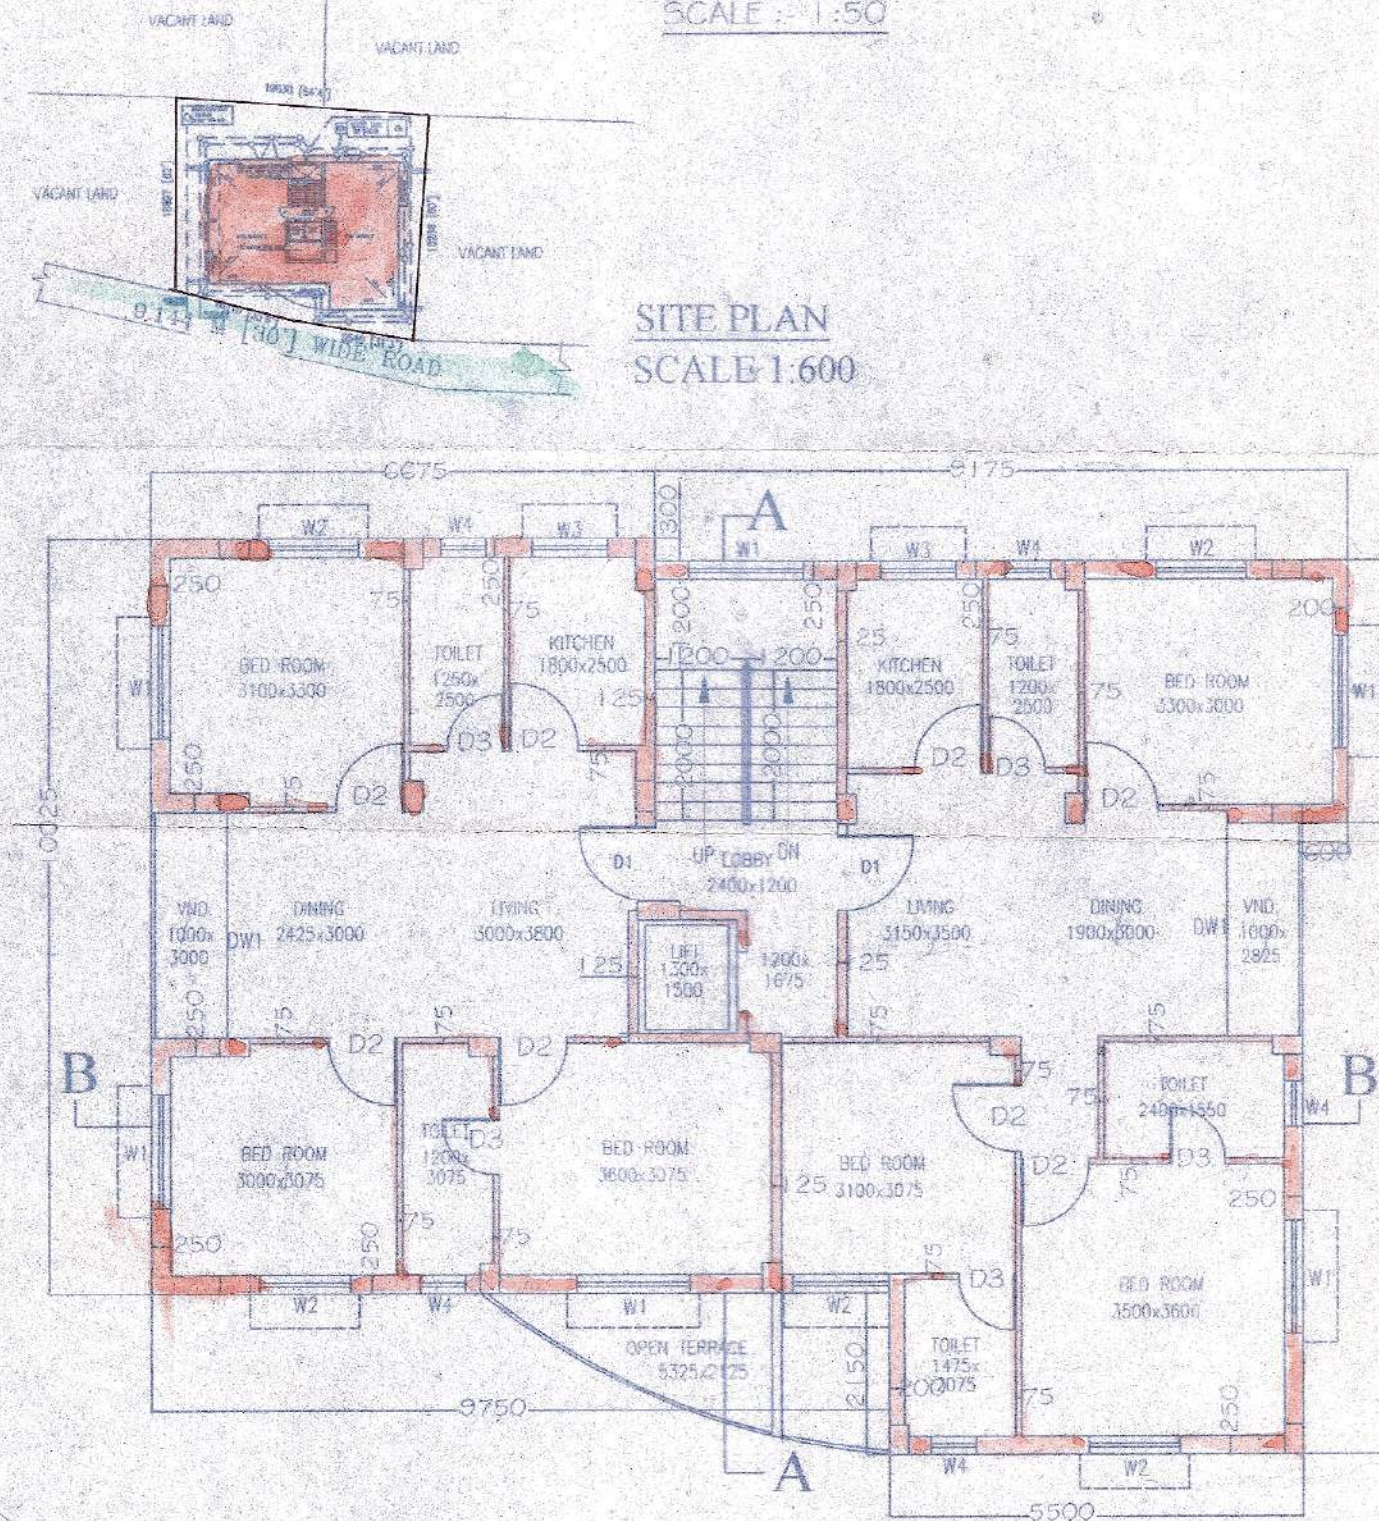 SCALE :- 1:50
VACANT LAND
VACANT LAND
VACANT LAND
VACANT LAND
WIDE ROAD
SITE PLAN
SCALE 1:600
6675
9175
300
A
W2
W4
W3
W1
W3
W4
W2
250
75
250
75
200
250
125
250
75
200
BED ROOM
3100x3300
TOILET
1250x
2500
KITCHEN
1800x2500
1200
1200
KITCHEN
1800x2500
TOILET
1200x
2500
75
BED ROOM
3300x3000
W1
W1
125
2000
2000
D3
D2
D2
D3
250
75
D2
75
D2
75
D1
UP
LOBBY
DN
2400x1200
D1
600
VND.
1000x
3000
DW1
DINING
2425x3000
LIVING
3000x3800
125
LIFT
1300x
1500
1200x
1675
125
LIVING
3150x3500
DINING
1900x3000
DW1
VND.
1000x
2825
250
75
D2
75
D2
75
75
B
B
75
75
TOILET
2400x1550
W4
D2
W1
BED ROOM
3000x3075
TOILET
1200x
3075
D3
BED ROOM
3600x3075
125
BED ROOM
3100x3075
D2
75
D3
250
250
250
75
75
75
D3
BED ROOM
3500x3600
W1
W2
W4
W1
W2
OPEN TERRACE
2150
TOILET
1475x
2075
200
75
250
9750
A
W4
W2
5500